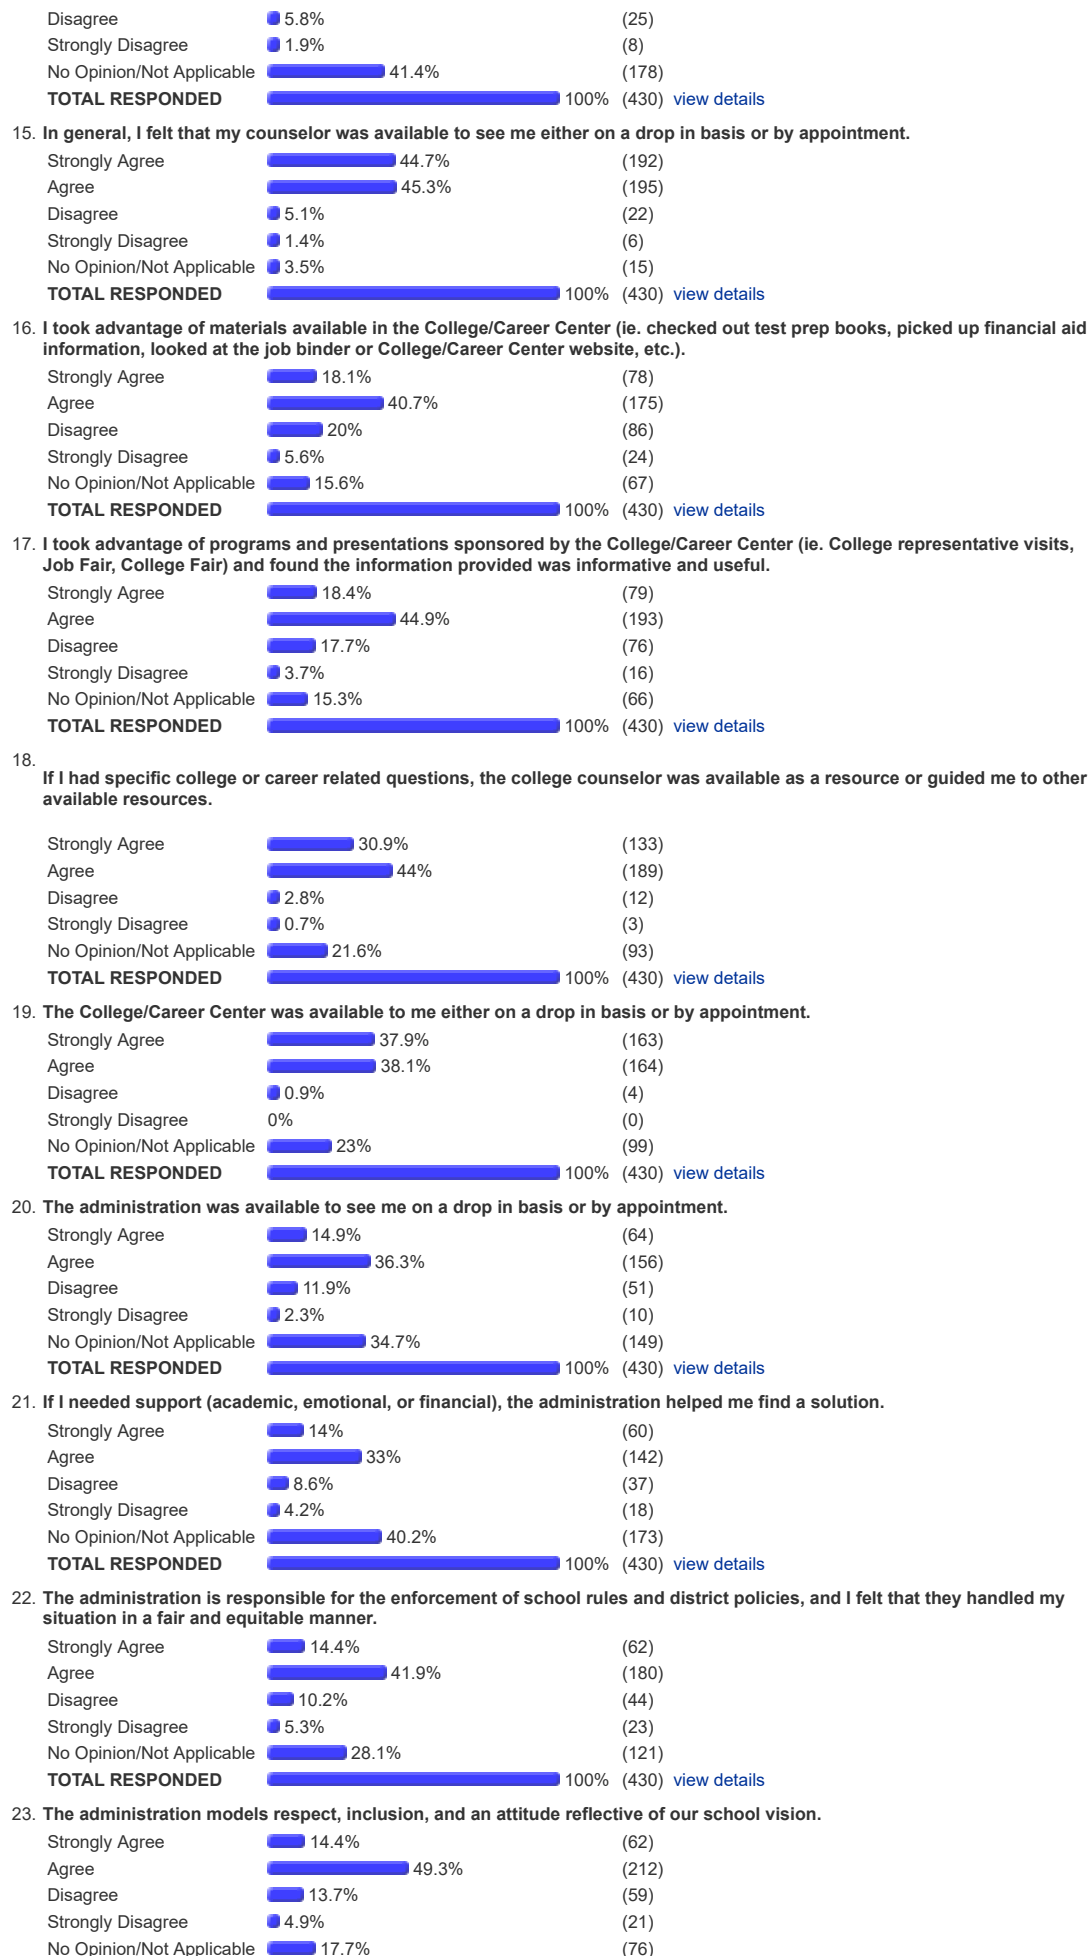 Disagree 5.8% (25)
Strongly Disagree 1.9% (8)
No Opinion/Not Applicable 41.4% (178)
TOTAL RESPONDED 100% (430) view details
15. In general, I felt that my counselor was available to see me either on a drop in basis or by appointment.
Strongly Agree 44.7% (192)
Agree 45.3% (195)
Disagree 5.1% (22)
Strongly Disagree 1.4% (6)
No Opinion/Not Applicable 3.5% (15)
TOTAL RESPONDED 100% (430) view details
16. I took advantage of materials available in the College/Career Center (ie. checked out test prep books, picked up financial aid
information, looked at the job binder or College/Career Center website, etc.).
Strongly Agree 18.1% (78)
Agree 40.7% (175)
Disagree 20% (86)
Strongly Disagree 5.6% (24)
No Opinion/Not Applicable 15.6% (67)
TOTAL RESPONDED 100% (430) view details
17. I took advantage of programs and presentations sponsored by the College/Career Center (ie. College representative visits,
Job Fair, College Fair) and found the information provided was informative and useful.
Strongly Agree 18.4% (79)
Agree 44.9% (193)
Disagree 17.7% (76)
Strongly Disagree 3.7% (16)
No Opinion/Not Applicable 15.3% (66)
TOTAL RESPONDED 100% (430) view details
18.
If I had specific college or career related questions, the college counselor was available as a resource or guided me to other
available resources.
Strongly Agree 30.9% (133)
Agree 44% (189)
Disagree 2.8% (12)
Strongly Disagree 0.7% (3)
No Opinion/Not Applicable 21.6% (93)
TOTAL RESPONDED 100% (430) view details
19. The College/Career Center was available to me either on a drop in basis or by appointment.
Strongly Agree 37.9% (163)
Agree 38.1% (164)
Disagree 0.9% (4)
Strongly Disagree 0% (0)
No Opinion/Not Applicable 23% (99)
TOTAL RESPONDED 100% (430) view details
20. The administration was available to see me on a drop in basis or by appointment.
Strongly Agree 14.9% (64)
Agree 36.3% (156)
Disagree 11.9% (51)
Strongly Disagree 2.3% (10)
No Opinion/Not Applicable 34.7% (149)
TOTAL RESPONDED 100% (430) view details
21. If I needed support (academic, emotional, or financial), the administration helped me find a solution.
Strongly Agree 14% (60)
Agree 33% (142)
Disagree 8.6% (37)
Strongly Disagree 4.2% (18)
No Opinion/Not Applicable 40.2% (173)
TOTAL RESPONDED 100% (430) view details
22. The administration is responsible for the enforcement of school rules and district policies, and I felt that they handled my
situation in a fair and equitable manner.
Strongly Agree 14.4% (62)
Agree 41.9% (180)
Disagree 10.2% (44)
Strongly Disagree 5.3% (23)
No Opinion/Not Applicable 28.1% (121)
TOTAL RESPONDED 100% (430) view details
23. The administration models respect, inclusion, and an attitude reflective of our school vision.
Strongly Agree 14.4% (62)
Agree 49.3% (212)
Disagree 13.7% (59)
Strongly Disagree 4.9% (21)
No Opinion/Not Applicable 17.7% (76)